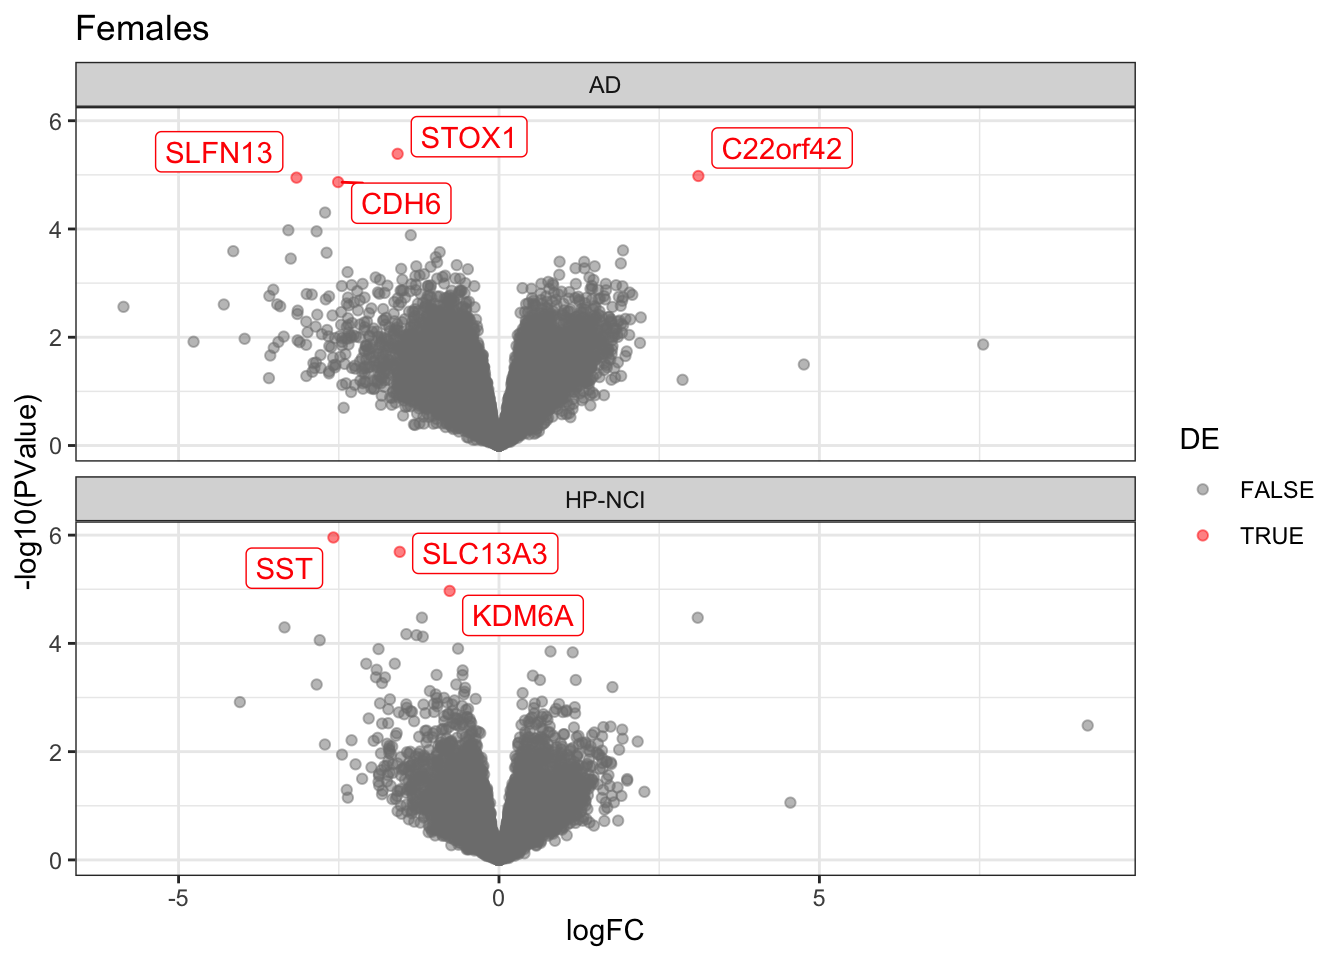 Females
AD
6
4
2
0
SLFN13
STOX1
CDH6
C22orf42
HP-NCI
6
4
2
0
SST
SLC13A3
KDM6A
-5
0
5
logFC
-log10(PValue)
DE
FALSE
TRUE